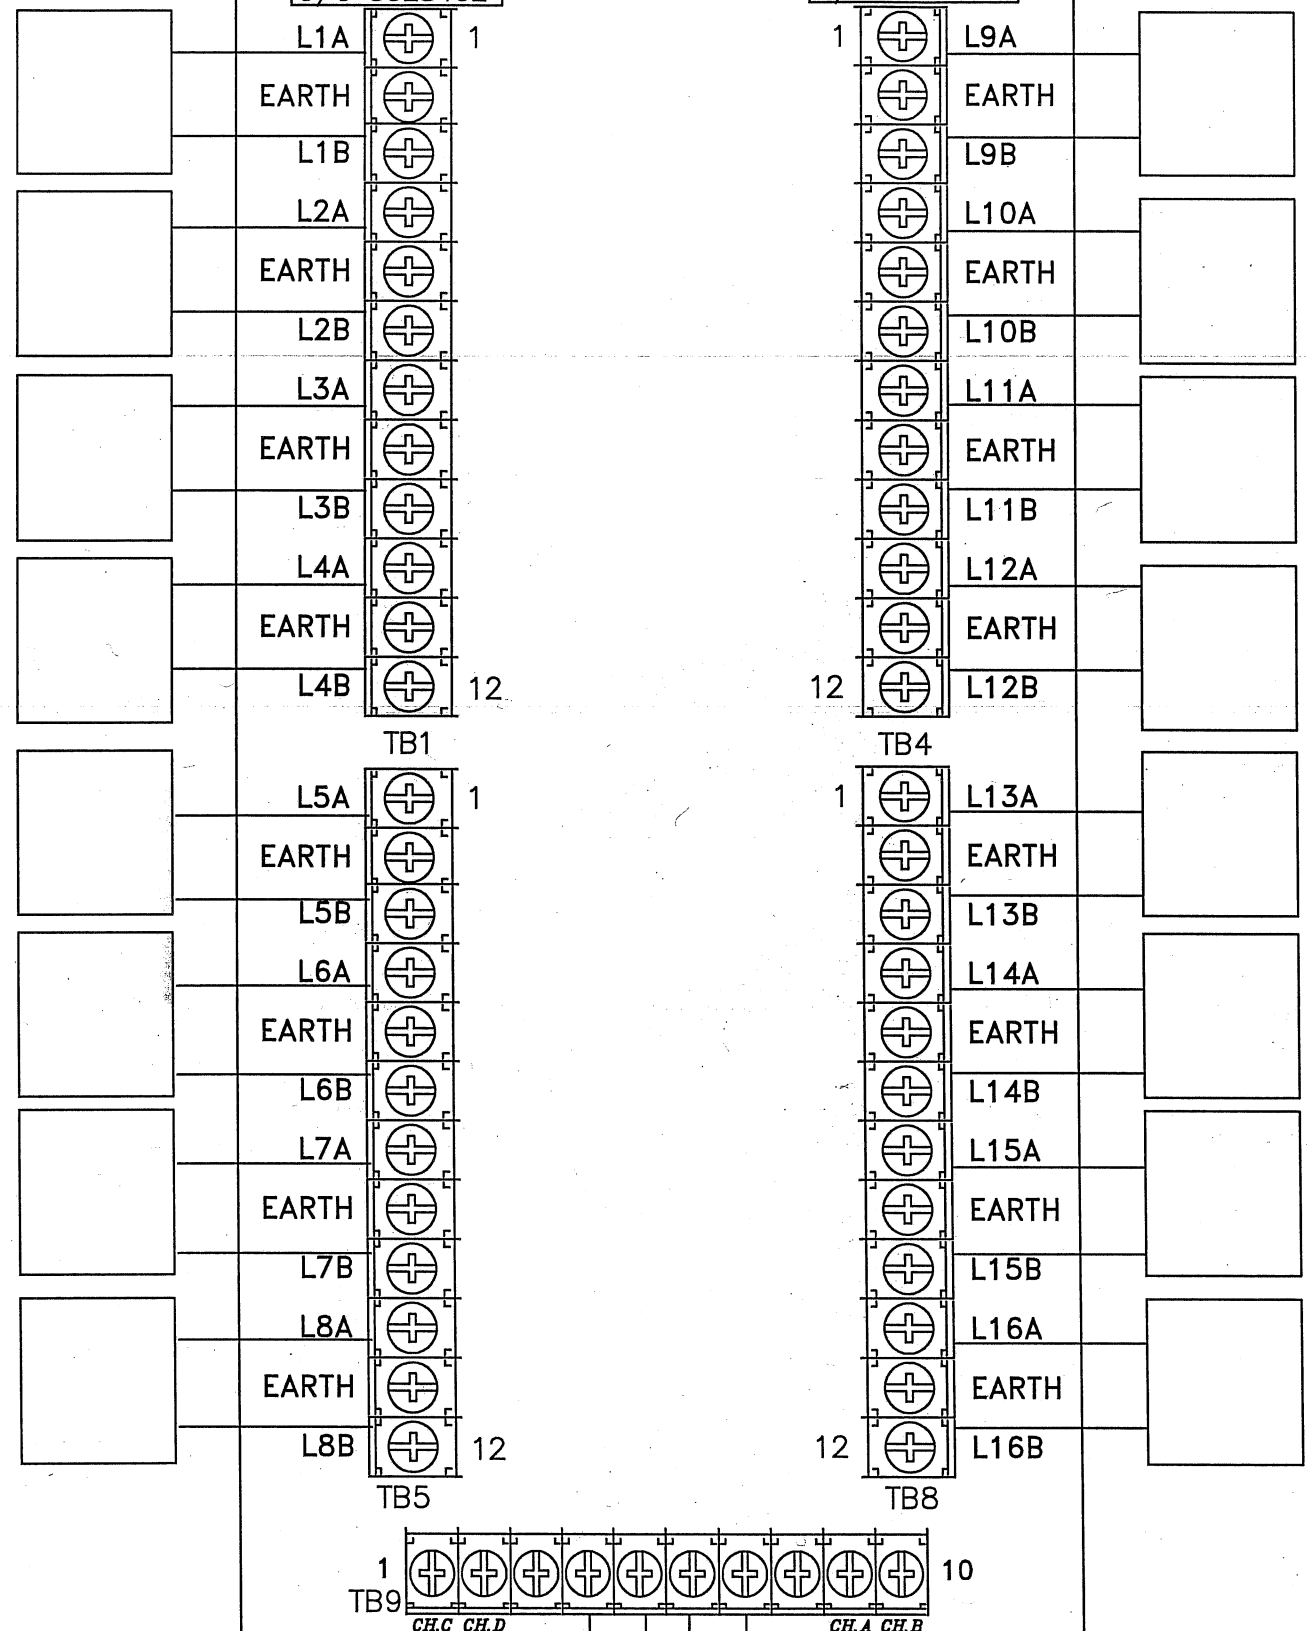 L1A 1 1 L9A
EARTH EARTH
L1B L9B
L2A L10A
EARTH EARTH
L2B L10B
L3A L11A
EARTH EARTH
L3B L11B
L4A L12A
EARTH EARTH
L4B 12 12 L12B
TB1 TB4
L5A 1 1 L13A
EARTH EARTH
L5B L13B
L6A L14A
EARTH EARTH
L6B L14B
L7A L15A
EARTH EARTH
L7B L15B
L8A L16A
EARTH EARTH
L8B 12 12 L16B
TB5 TB8
1 10
TB9
CH.C CH.D CH.A CH.B